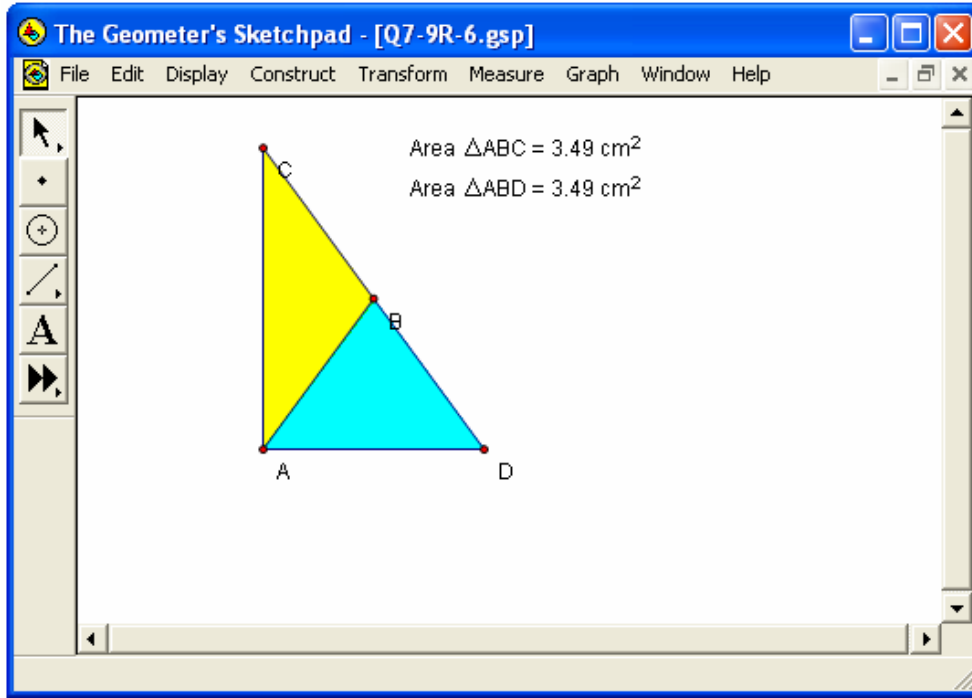 The Geometer's Sketchpad - [Q7-9R-6.gsp]
File Edit Display Construct Transform Measure Graph Window Help
Area △ABC = 3.49 cm²
Area △ABD = 3.49 cm²
C
B
A
A D